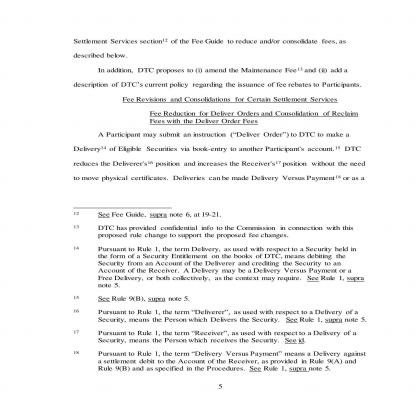 Settlement Services section12 of the Fee Guide to reduce and/or consolidate fees, as
described below.
In addition, DTC proposes to (i) amend the Maintenance Fee13 and (ii) add a
description of DTC's current policy regarding the issuance of fee rebates to Participants.
Fee Revisions and Consolidations for Certain Settlement Services
Fee Reduction for Deliver Orders and Consolidation of Reclaim
Fees with the Deliver Order Fees
A Participant may submit an instruction ("Deliver Order") to DTC to make a
Delivery14 of Eligible Securities via book-entry to another Participant's account.15 DTC
reduces the Deliverer's16 position and increases the Receiver's17 position without the need
to move physical certificates. Deliveries can be made Delivery Versus Payment18 or as a
12 See Fee Guide, supra note 6, at 19-21.
13 DTC has provided confidential info to the Commission in connection with this
proposed rule change to support the proposed fee changes.
14 Pursuant to Rule 1, the term Delivery, as used with respect to a Security held in
the form of a Security Entitlement on the books of DTC, means debiting the
Security from an Account of the Deliverer and crediting the Security to an
Account of the Receiver. A Delivery may be a Delivery Versus Payment or a
Free Delivery, or both collectively, as the context may require. See Rule 1, supra
note 5.
15 See Rule 9(B), supra note 5.
16 Pursuant to Rule 1, the term "Deliverer", as used with respect to a Delivery of a
Security, means the Person which Delivers the Security. See Rule 1, supra note 5.
17 Pursuant to Rule 1, the term "Receiver", as used with respect to a Delivery of a
Security, means the Person which receives the Security. See id.
18 Pursuant to Rule 1, the term "Delivery Versus Payment" means a Delivery against
a settlement debit to the Account of the Receiver, as provided in Rule 9(A) and
Rule 9(B) and as specified in the Procedures. See Rule 1, supra note 5.
5